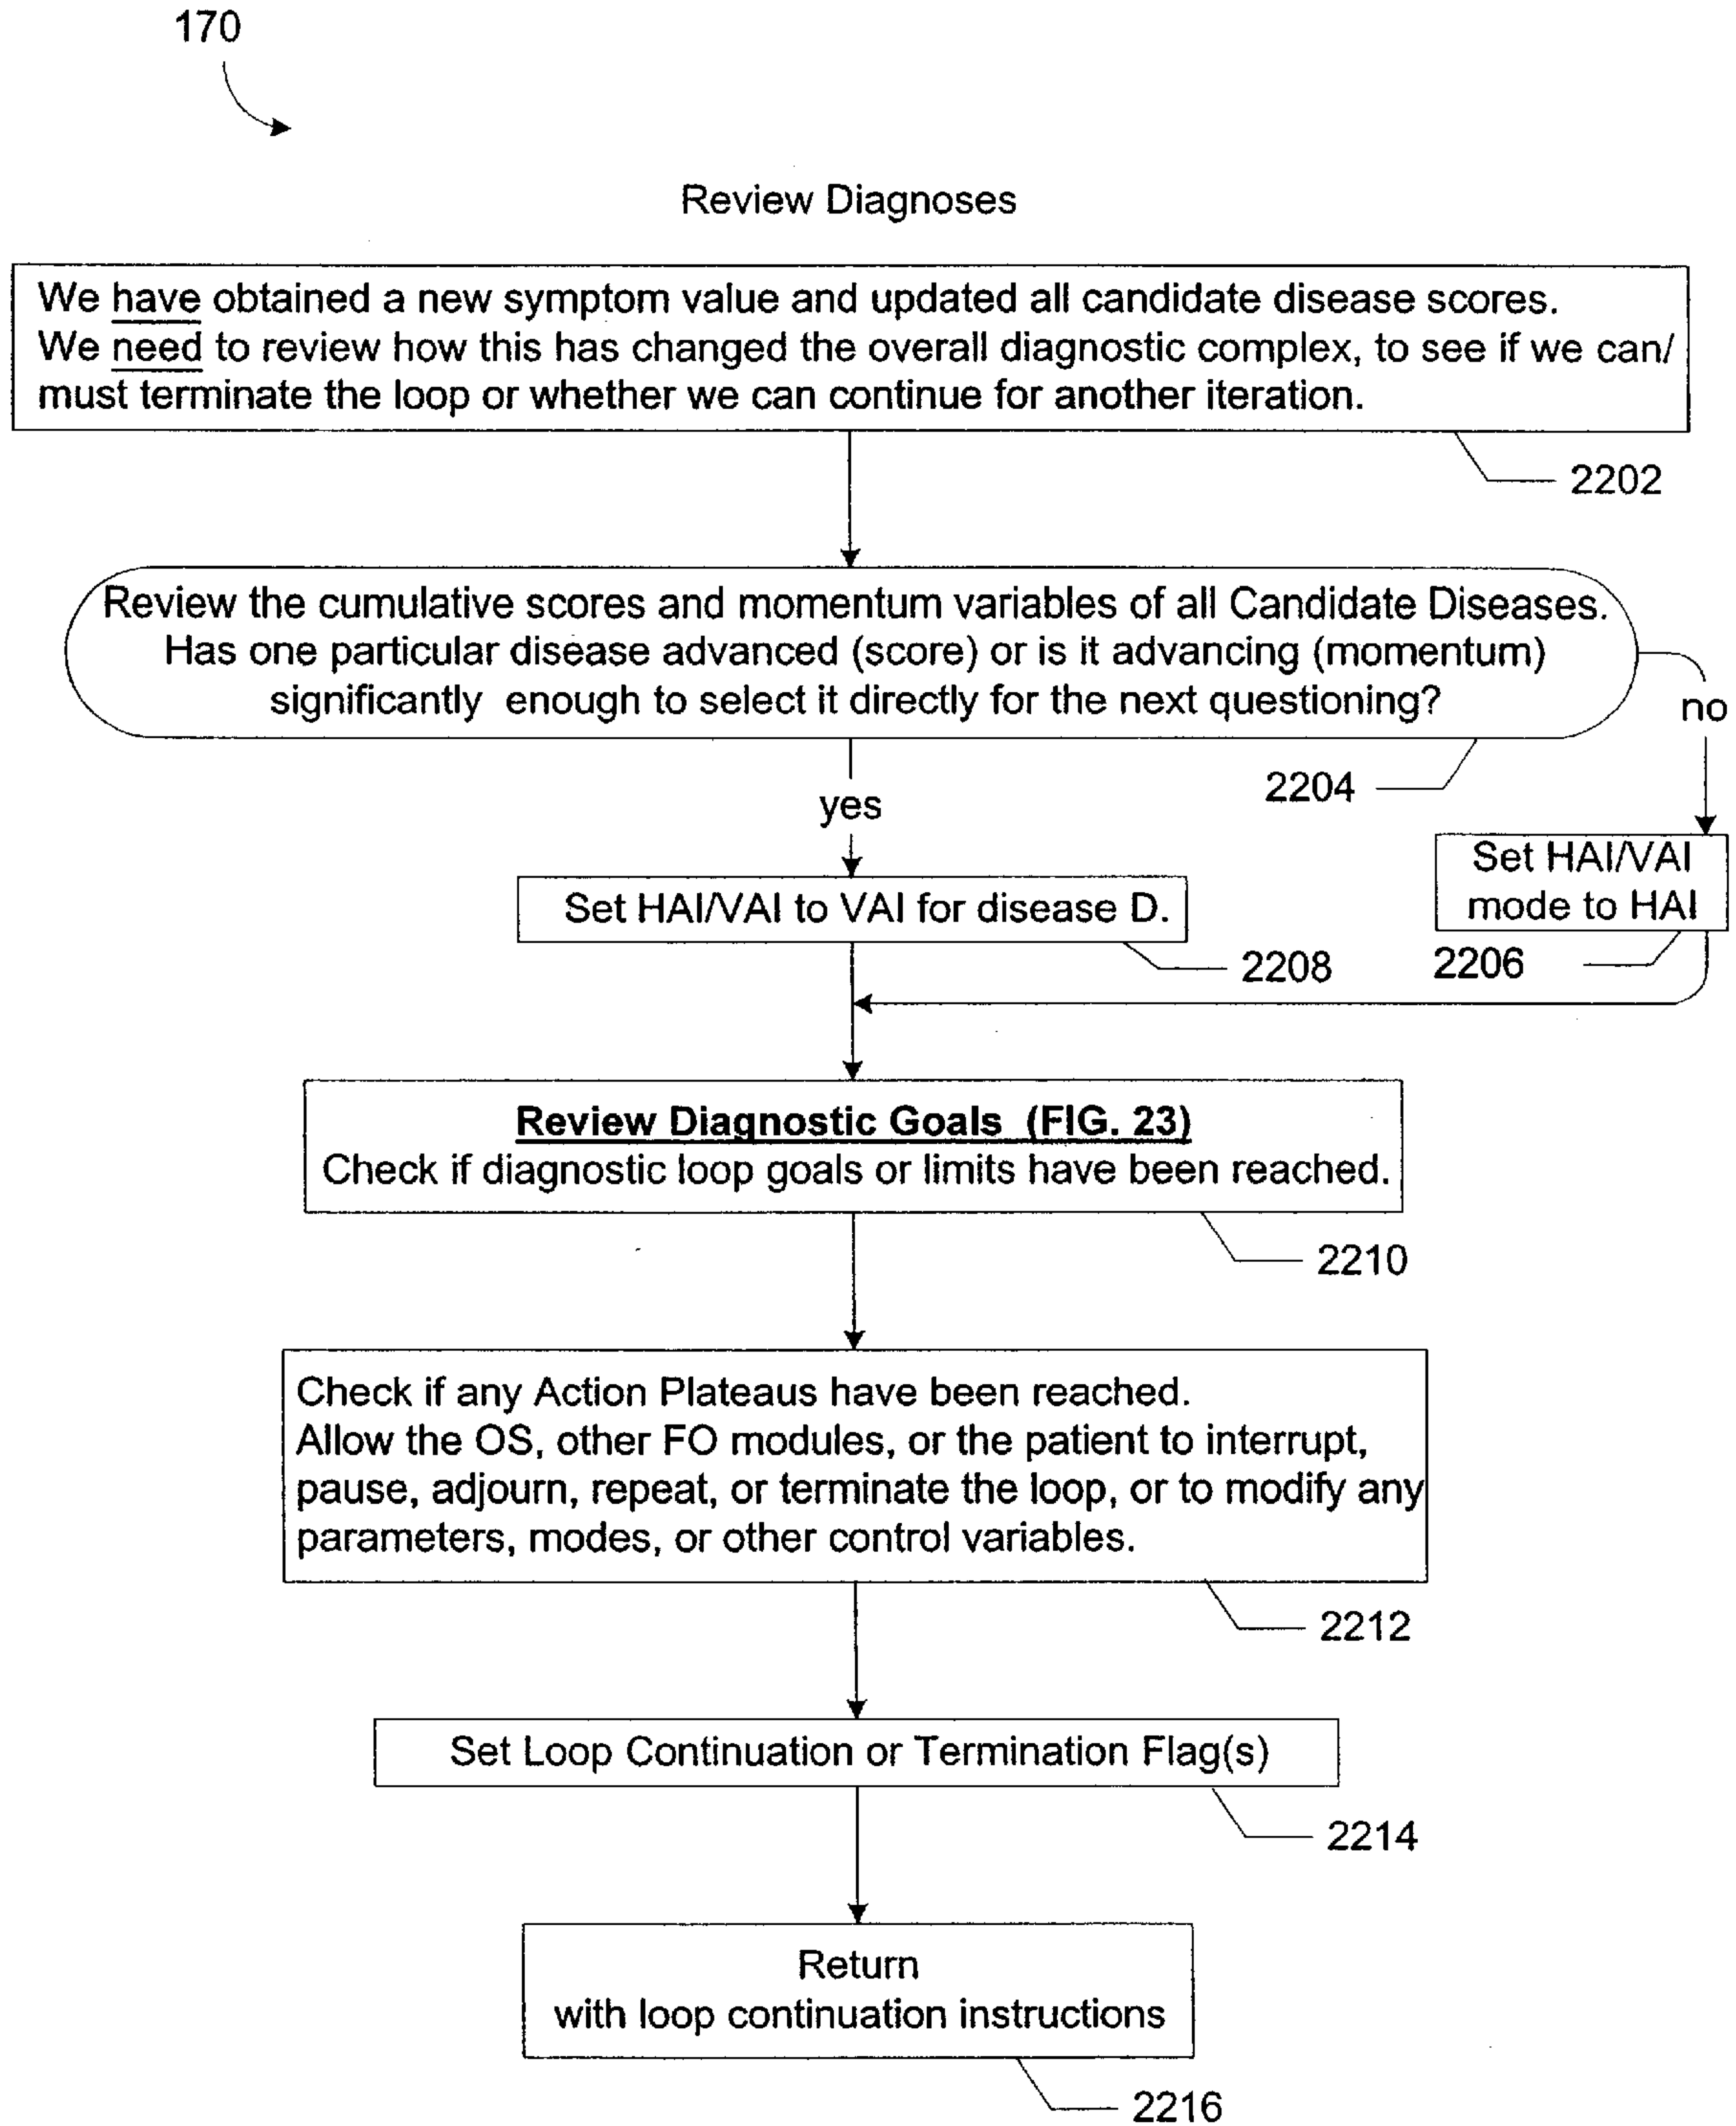 170
Review Diagnoses
We have obtained a new symptom value and updated all candidate disease scores.
We need to review how this has changed the overall diagnostic complex, to see if we can/
must terminate the loop or whether we can continue for another iteration.
2202
Review the cumulative scores and momentum variables of all Candidate Diseases.
Has one particular disease advanced (score) or is it advancing (momentum)
significantly enough to select it directly for the next questioning?
no
2204
yes
Set HAI/VAI
mode to HAI
Set HAI/VAI to VAI for disease D.
2206
2208
Review Diagnostic Goals (FIG. 23)
Check if diagnostic loop goals or limits have been reached.
2210
Check if any Action Plateaus have been reached.
Allow the OS, other FO modules, or the patient to interrupt,
pause, adjourn, repeat, or terminate the loop, or to modify any
parameters, modes, or other control variables.
2212
Set Loop Continuation or Termination Flag(s)
2214
Return
with loop continuation instructions
2216